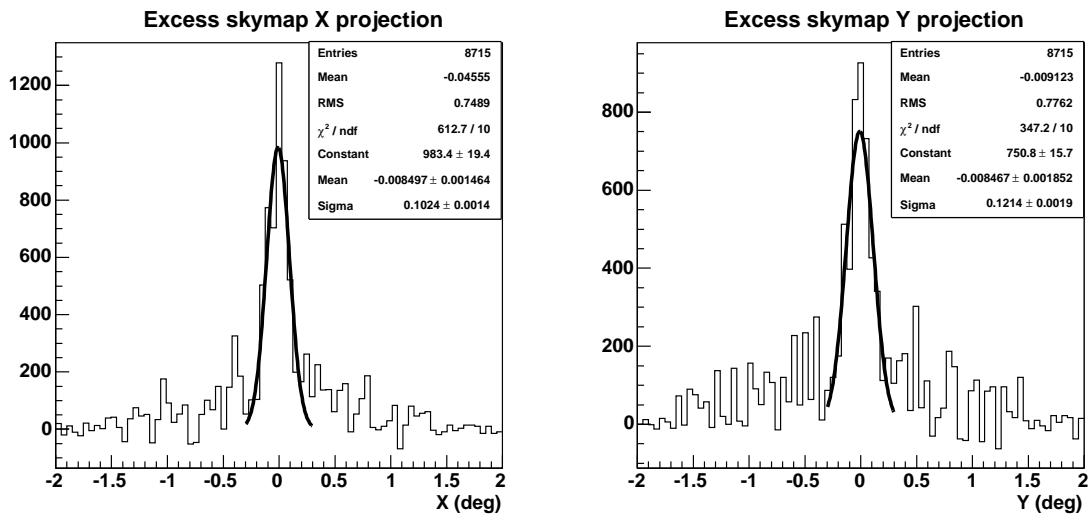 Excess skymap X projection
Entries 8715
Mean -0.04555
RMS 0.7489
χ² / ndf 612.7 / 10
Constant 983.4 ± 19.4
Mean -0.008497 ± 0.001464
Sigma 0.1024 ± 0.0014
1200
1000
800
600
400
200
0
-2 -1.5 -1 -0.5 0 0.5 1 1.5 2
X (deg)
Excess skymap Y projection
Entries 8715
Mean -0.009123
RMS 0.7762
χ² / ndf 347.2 / 10
Constant 750.8 ± 15.7
Mean -0.008467 ± 0.001852
Sigma 0.1214 ± 0.0019
800
600
400
200
0
-2 -1.5 -1 -0.5 0 0.5 1 1.5 2
Y (deg)